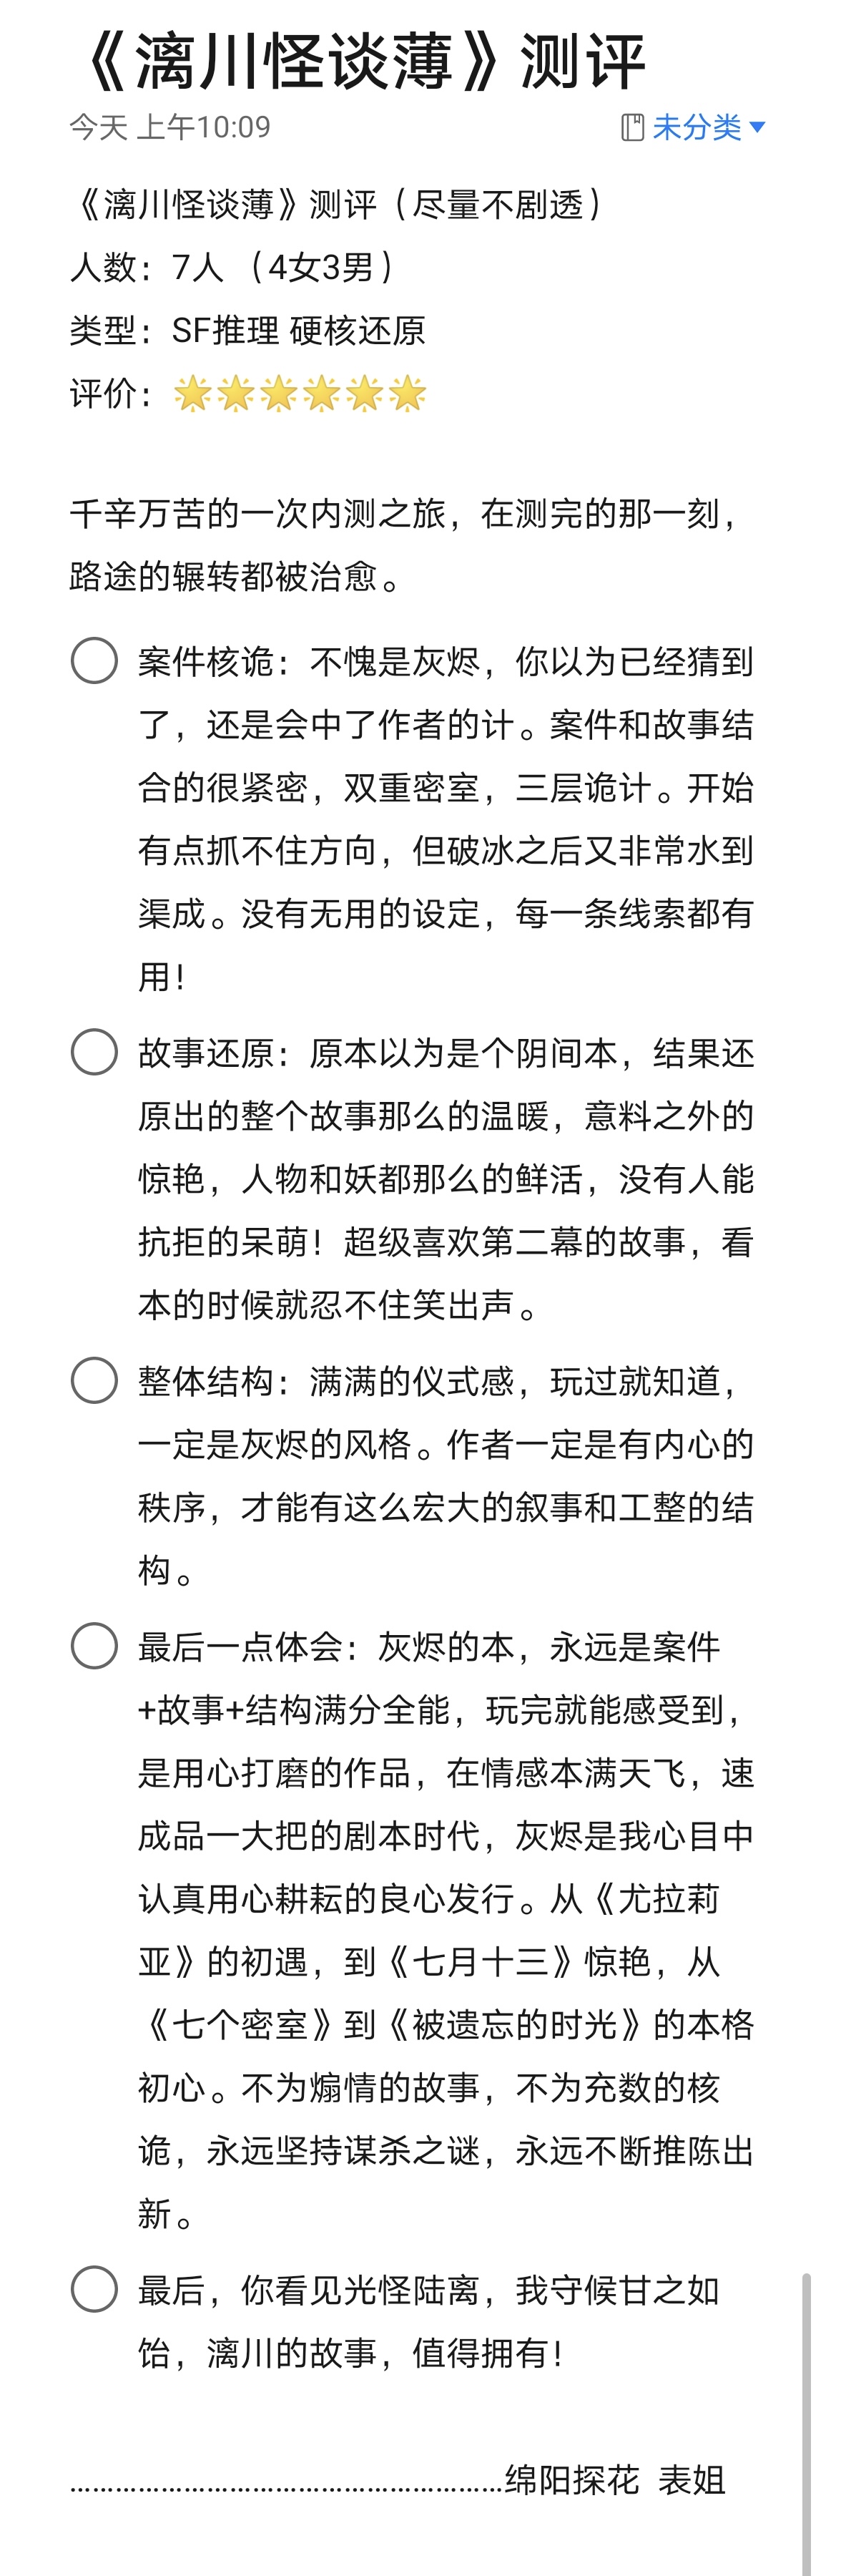 《漓川怪谈薄》测评
今天 上午10:09
未分类
《漓川怪谈薄》测评（尽量不剧透）
人数：7人 （4女3男）
类型：SF推理 硬核还原
评价：🌟🌟🌟🌟🌟🌟
千辛万苦的一次内测之旅，在测完的那一刻，
路途的辗转都被治愈。
案件核诡：不愧是灰烬，你以为已经猜到
了，还是会中了作者的计。案件和故事结
合的很紧密，双重密室，三层诡计。开始
有点抓不住方向，但破冰之后又非常水到
渠成。没有无用的设定，每一条线索都有
用！
故事还原：原本以为是个阴间本，结果还
原出的整个故事那么的温暖，意料之外的
惊艳，人物和妖都那么的鲜活，没有人能
抗拒的呆萌！超级喜欢第二幕的故事，看
本的时候就忍不住笑出声。
整体结构：满满的仪式感，玩过就知道，
一定是灰烬的风格。作者一定是有内心的
秩序，才能有这么宏大的叙事和工整的结
构。
最后一点体会：灰烬的本，永远是案件
+故事+结构满分全能，玩完就能感受到，
是用心打磨的作品，在情感本满天飞，速
成品一大把的剧本时代，灰烬是我心目中
认真用心耕耘的良心发行。从《尤拉莉
亚》的初遇，到《七月十三》惊艳，从
《七个密室》到《被遗忘的时光》的本格
初心。不为煽情的故事，不为充数的核
诡，永远坚持谋杀之谜，永远不断推陈出
新。
最后，你看见光怪陆离，我守候甘之如
饴，漓川的故事，值得拥有！
…………………………………………………绵阳探花 表姐